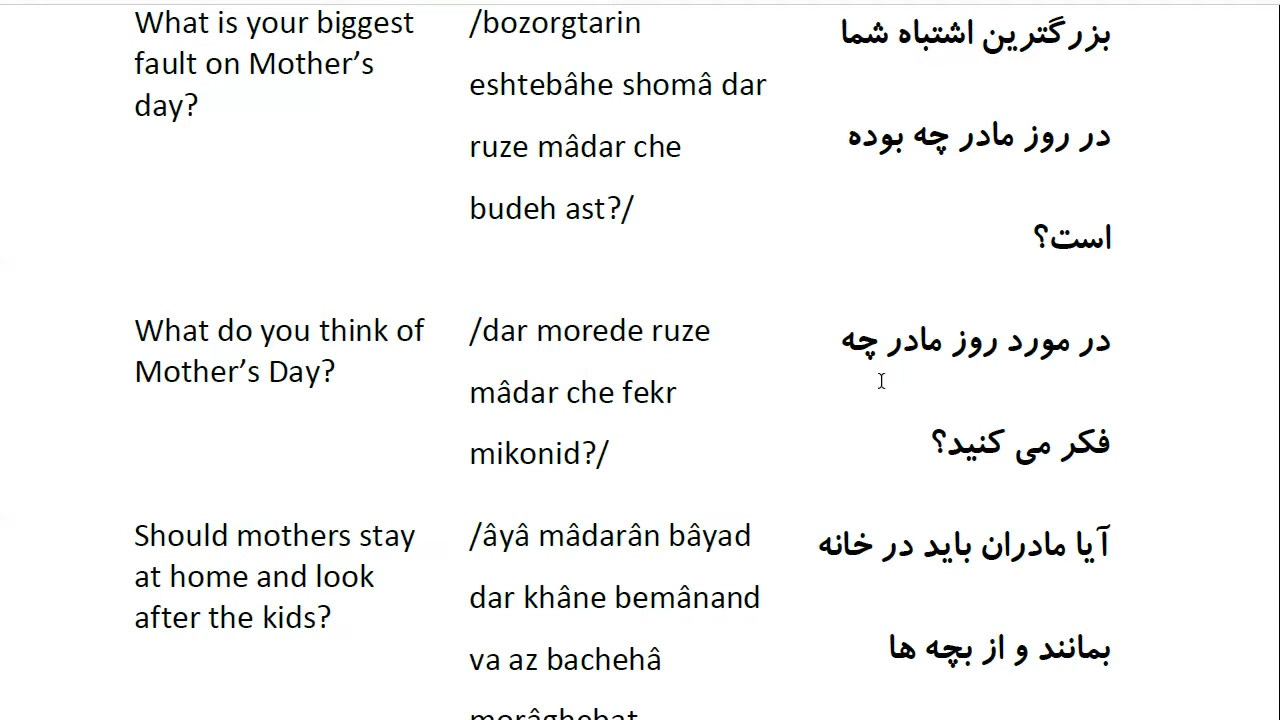 What is your biggest
fault on Mother's
day?
/bozorgtarin
eshtebâhe shomâ dar
ruze mâdar che
budeh ast?/
بزرگترین اشتباه شما
در روز مادر چه بوده
است؟
What do you think of
Mother's Day?
/dar morede ruze
mâdar che fekr
mikonid?/
در مورد روز مادر چه
فکر می کنید؟
Should mothers stay
at home and look
after the kids?
/âyâ mâdarân bâyad
dar khâne bemânand
va az bachehâ
morâghebat
آیا مادران باید در خانه
بمانند و از بچه ها